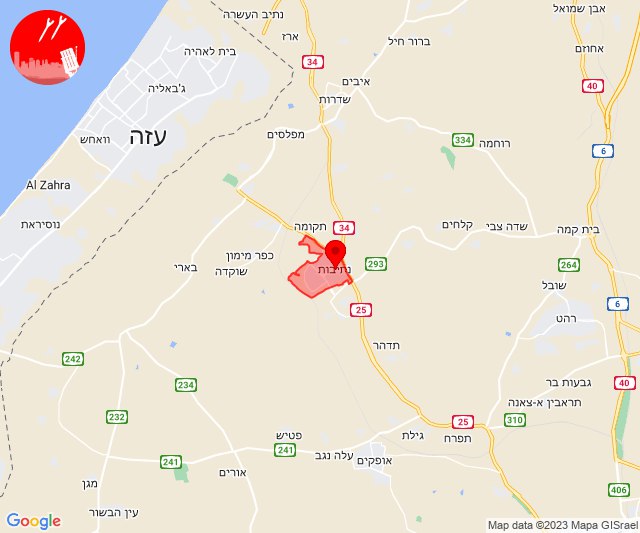 נתיב העשרה
אבן שמואל
ארז
ברור חיל
אחוזם
בית לאהיה
34
ג'באליה
איבים
40
שדרות
עזה
וואחש
מפלסים
334
רוחמה
6
Al Zahra
נוסיראת
תקומה
34
קלחים
שדה צבי
בית קמה
כפר מימון
שוקדה
בארי
נתיבות
293
264
שובל
25
6
רהט
242
תדהר
234
גבעות בר
40
תראבין א-צאנה
232
25
310
פטיש
241
עלה נגב
גילת
תפרח
241
אורים
אופקים
מגן
406
עין הבשור
Google
Map data ©2023 Mapa GISrael